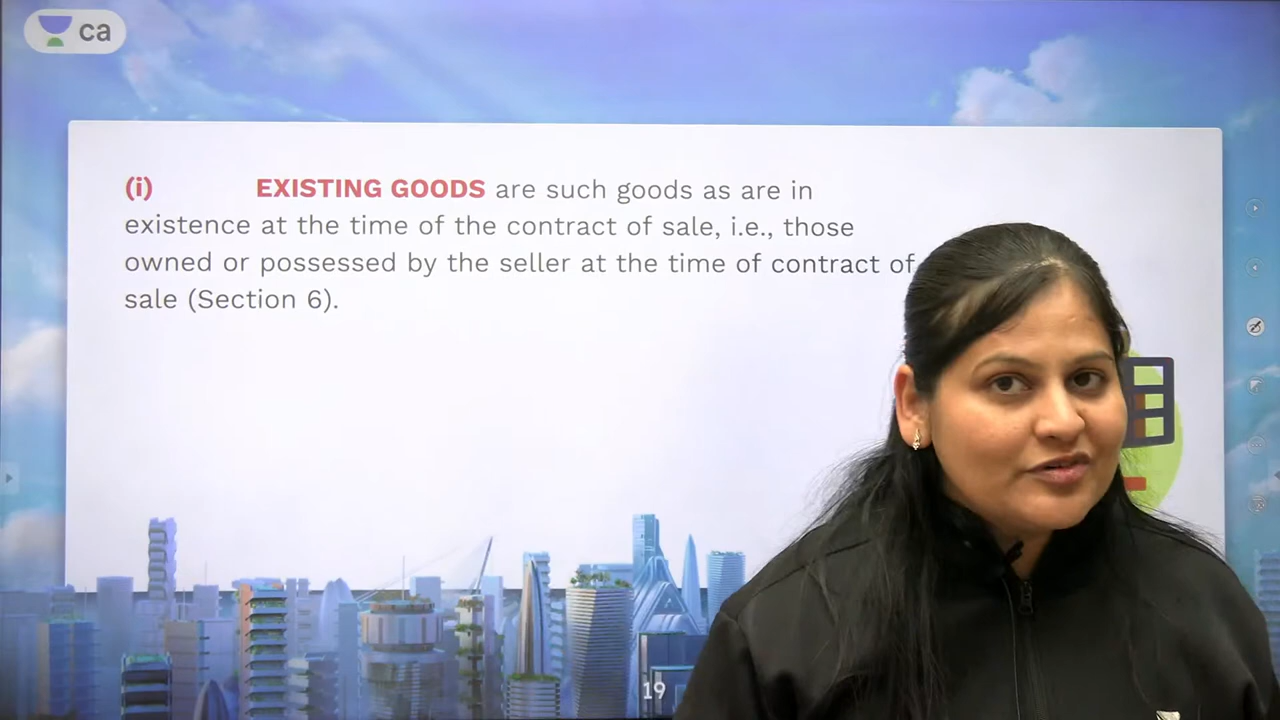 ca
(i) EXISTING GOODS are such goods as are in
existence at the time of the contract of sale, i.e., those
owned or possessed by the seller at the time of contract of
sale (Section 6).
19